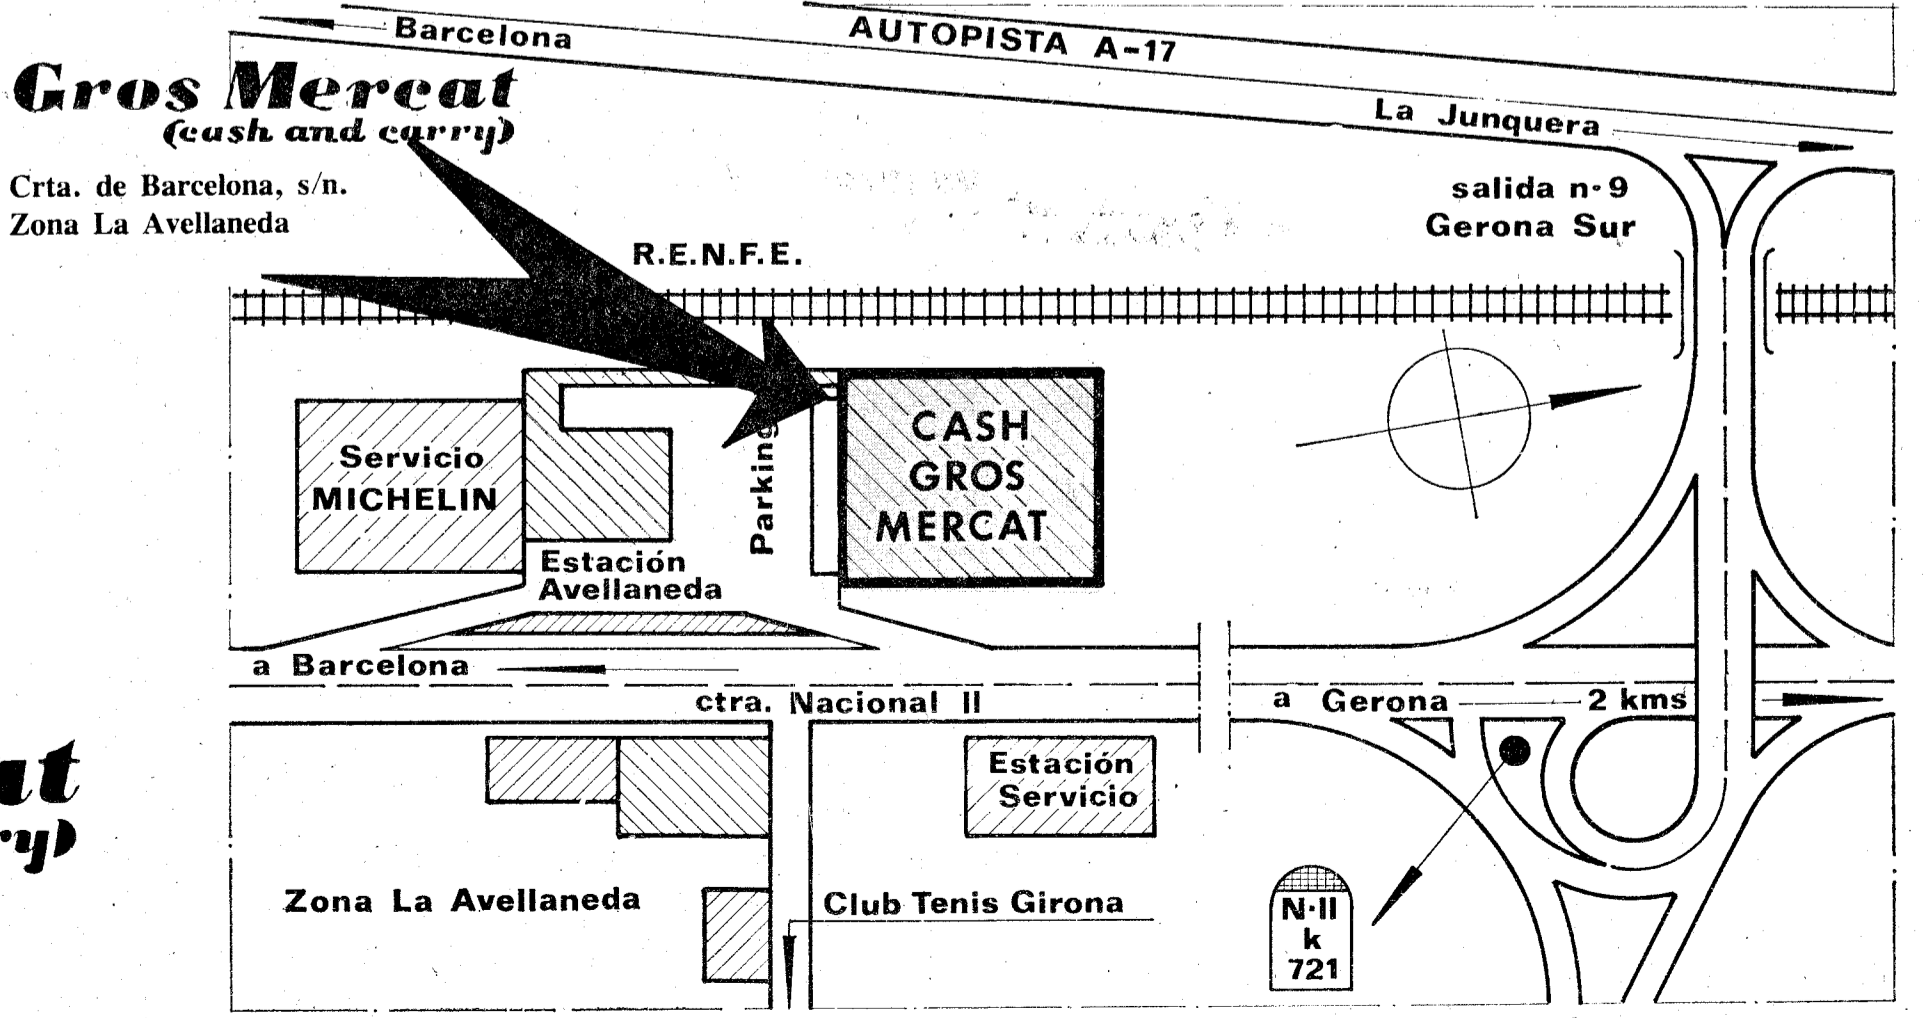 Barcelona
AUTOPISTA A-17
Gros Mercat
(cash and carry)
La Junquera
Crta. de Barcelona, s/n.
Zona La Avellaneda
salida n·9
Gerona Sur
R.E.N.F.E.
Servicio
MICHELIN
Parking
CASH
GROS
MERCAT
Estación
Avellaneda
a Barcelona
ctra. Nacional II
a Gerona 2 kms
at
ry)
Estación
Servicio
Zona La Avellaneda
Club Tenis Girona
N·II
k
721